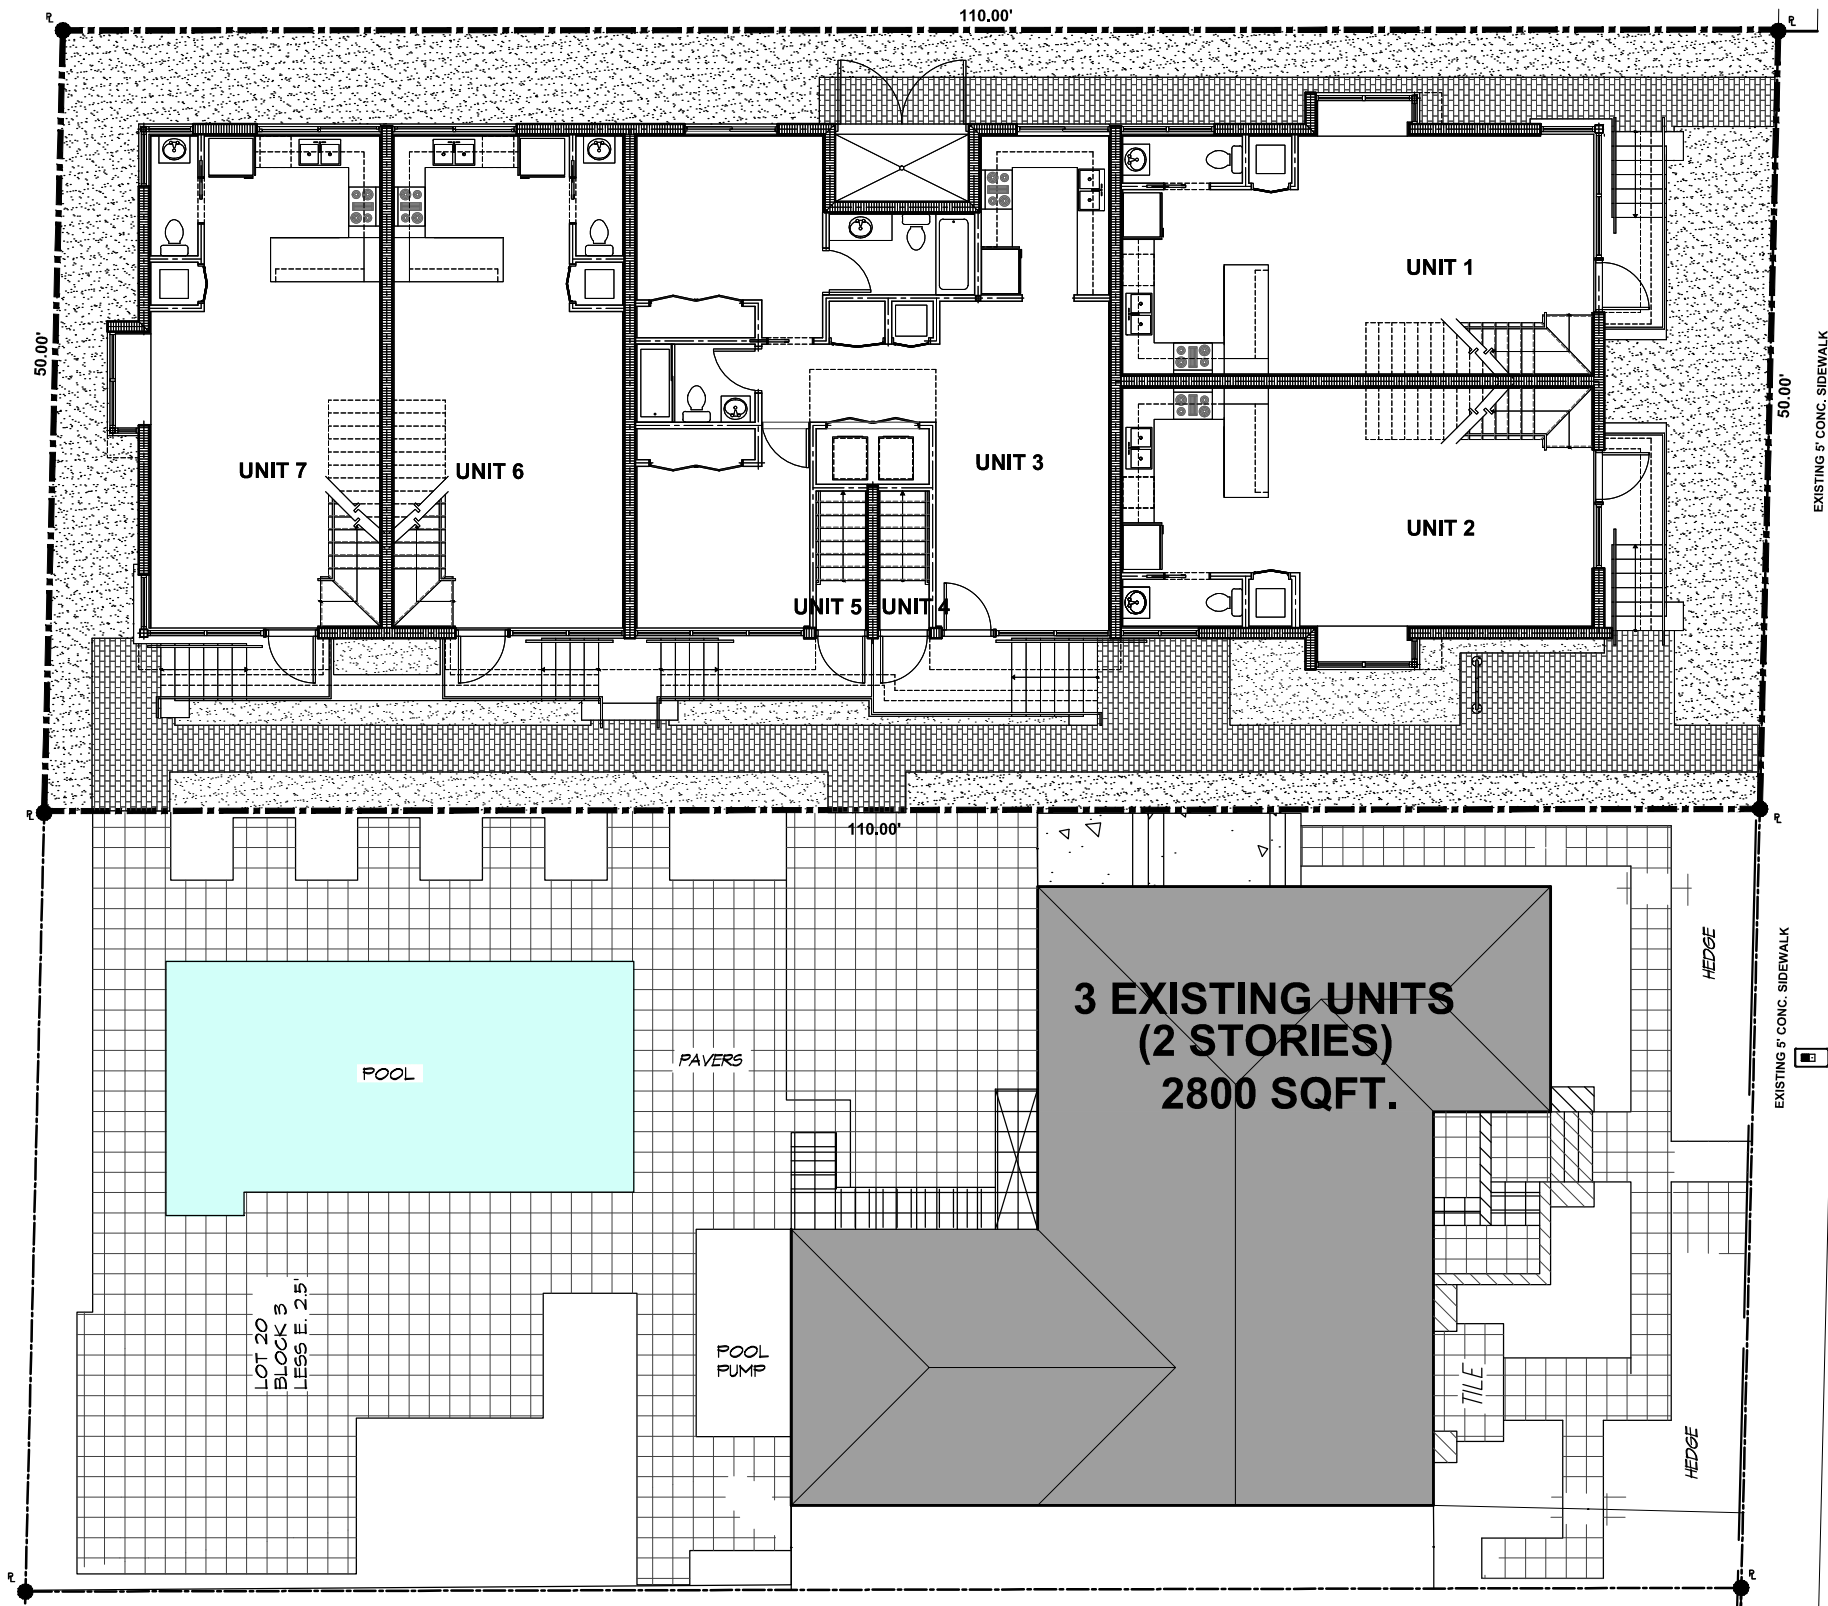 110.00'
50.00'
UNIT 1
UNIT 7
UNIT 6
UNIT 3
UNIT 2
UNIT 5
UNIT 4
50.00'
EXISTING 5' CONC. SIDEWALK
110.00'
3 EXISTING UNITS
(2 STORIES)
2800 SQFT.
POOL
PAVERS
HEDGE
EXISTING 5' CONC. SIDEWALK
LOT 20
BLOCK 3
LESS E. 2.5'
POOL
PUMP
TILE
HEDGE